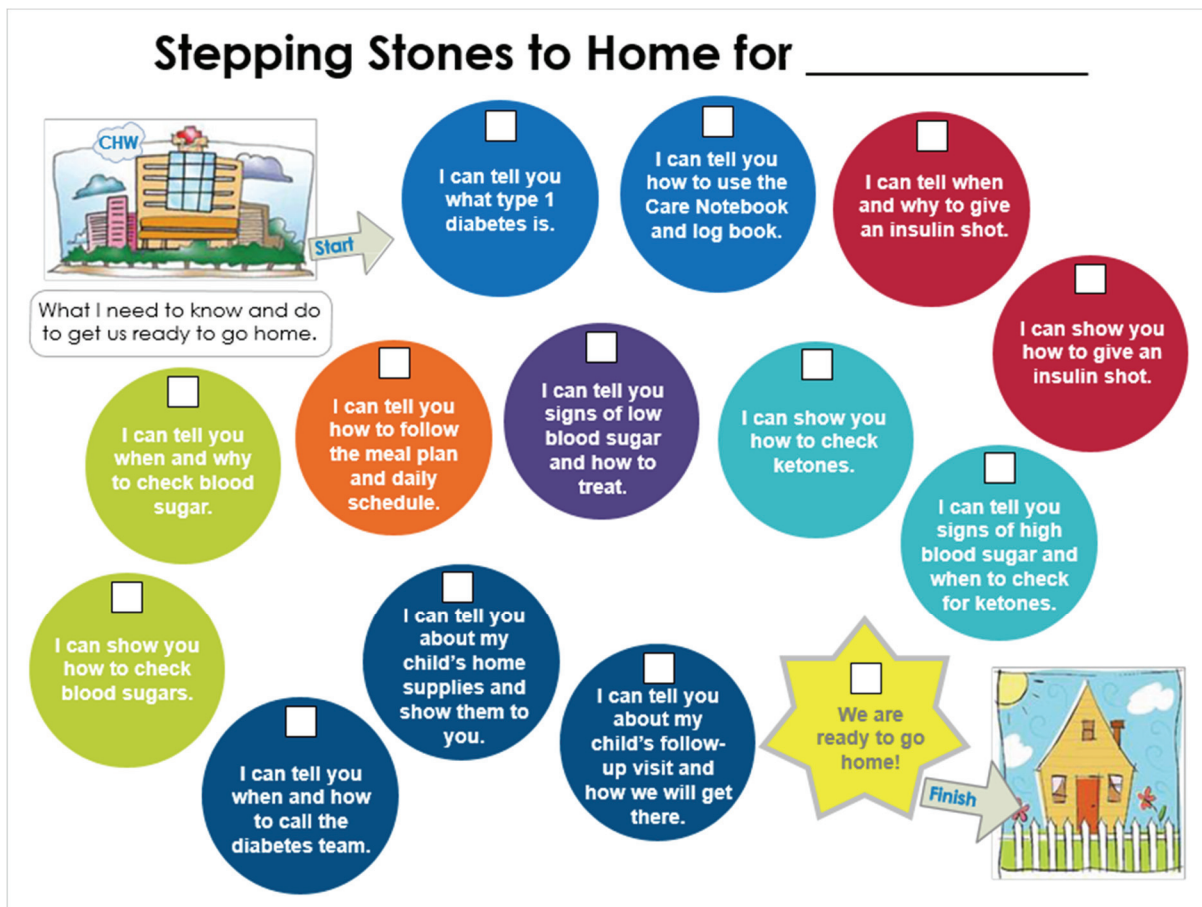 Stepping Stones to Home for ____________
CHW
Start
What I need to know and do
to get us ready to go home.
I can tell you
what type 1
diabetes is.
I can tell you
how to use the
Care Notebook
and log book.
I can tell when
and why to give
an insulin shot.
I can show you
how to give an
insulin shot.
I can tell you
signs of high
blood sugar and
when to check
for ketones.
I can show you
how to check
ketones.
I can tell you
signs of low
blood sugar
and how to
treat.
I can tell you
how to follow
the meal plan
and daily
schedule.
I can tell you
when and why
to check blood
sugar.
I can show you
how to check
blood sugars.
I can tell you
when and how
to call the
diabetes team.
I can tell you
about my
child's home
supplies and
show them to
you.
I can tell you
about my
child's follow-
up visit and
how we will get
there.
We are
ready to go
home!
Finish